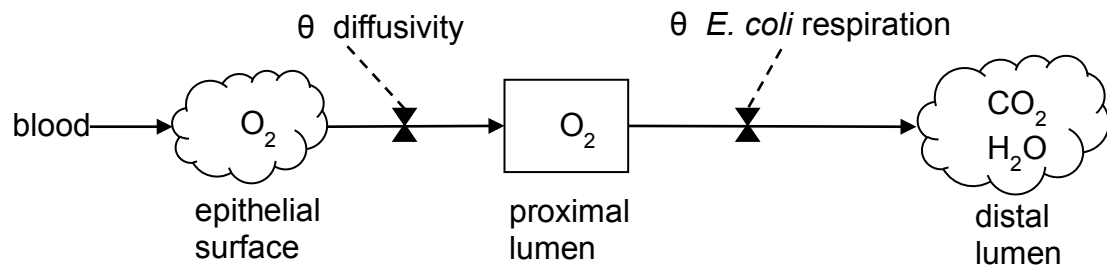 θ diffusivity
θ E. coli respiration
blood
O₂
O₂
CO₂
H₂O
epithelial
surface
proximal
lumen
distal
lumen